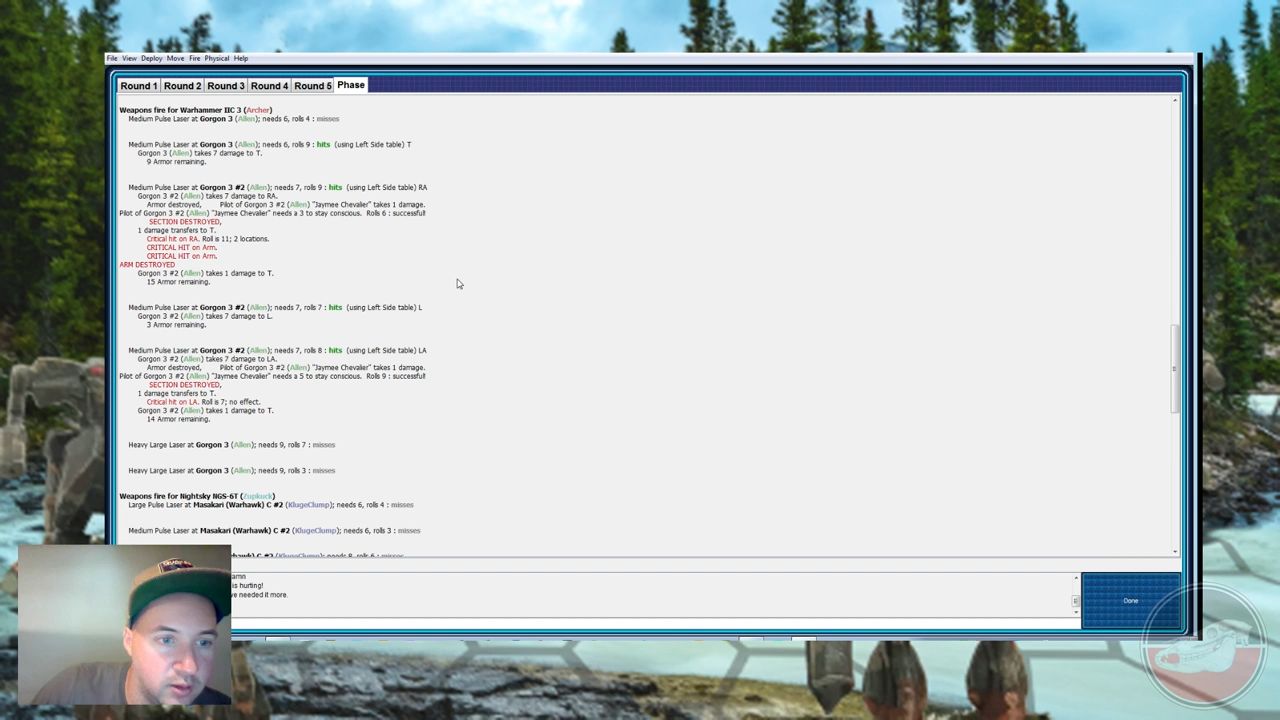 File View Deploy Move Fire Physical Help
Round 1 Round 2 Round 3 Round 4 Round 5 Phase
Weapons fire for Warhammer IIC 3 (Archer)
Medium Pulse Laser at Gorgon 3 (Allen); needs 6, rolls 4 : misses
Medium Pulse Laser at Gorgon 3 (Allen); needs 6, rolls 9 : hits (using Left Side table) T
Gorgon 3 (Allen) takes 7 damage to T.
9 Armor remaining.
Medium Pulse Laser at Gorgon 3 #2 (Allen); needs 7, rolls 9 : hits (using Left Side table) RA
Gorgon 3 #2 (Allen) takes 7 damage to RA.
Armor destroyed, Pilot of Gorgon 3 #2 (Allen) "Jaymee Chevalier" takes 1 damage.
Pilot of Gorgon 3 #2 (Allen) "Jaymee Chevalier" needs a 3 to stay conscious. Rolls 6 : successful!
SECTION DESTROYED,
1 damage transfers to T.
Critical hit on RA. Roll is 11; 2 locations.
CRITICAL HIT on Arm.
CRITICAL HIT on Arm.
ARM DESTROYED
Gorgon 3 #2 (Allen) takes 1 damage to T.
15 Armor remaining.
Medium Pulse Laser at Gorgon 3 #2 (Allen); needs 7, rolls 7 : hits (using Left Side table) L
Gorgon 3 #2 (Allen) takes 7 damage to L.
3 Armor remaining.
Medium Pulse Laser at Gorgon 3 #2 (Allen); needs 7, rolls 8 : hits (using Left Side table) LA
Gorgon 3 #2 (Allen) takes 7 damage to LA.
Armor destroyed, Pilot of Gorgon 3 #2 (Allen) "Jaymee Chevalier" takes 1 damage.
Pilot of Gorgon 3 #2 (Allen) "Jaymee Chevalier" needs a 5 to stay conscious. Rolls 9 : successful!
SECTION DESTROYED,
1 damage transfers to T.
Critical hit on LA. Roll is 7; no effect.
Gorgon 3 #2 (Allen) takes 1 damage to T.
14 Armor remaining.
Heavy Large Laser at Gorgon 3 (Allen); needs 9, rolls 7 : misses
Heavy Large Laser at Gorgon 3 (Allen); needs 9, rolls 3 : misses
Weapons fire for Nightsky NGS-6T (Zupkuck)
Large Pulse Laser at Masakari (Warhawk) C #2 (KlugeClump); needs 6, rolls 4 : misses
Medium Pulse Laser at Masakari (Warhawk) C #2 (KlugeClump); needs 6, rolls 3 : misses
C #2 (KlugeClump); needs 8, rolls 6 : misses
is hurting!
needed it more.
Done